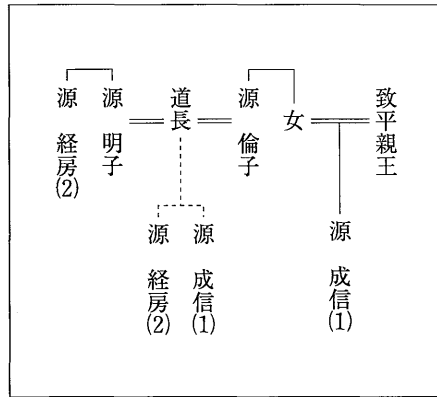 致平親王
女
源 倫子
道長
源 明子
源 経房(2)
源 成信(1)
源 成信(1)
源 経房(2)